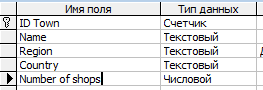 Имя поля Тип данных
ID Town Счетчик
Name Текстовый
Region Текстовый
Country Текстовый
Number of shops Числовой